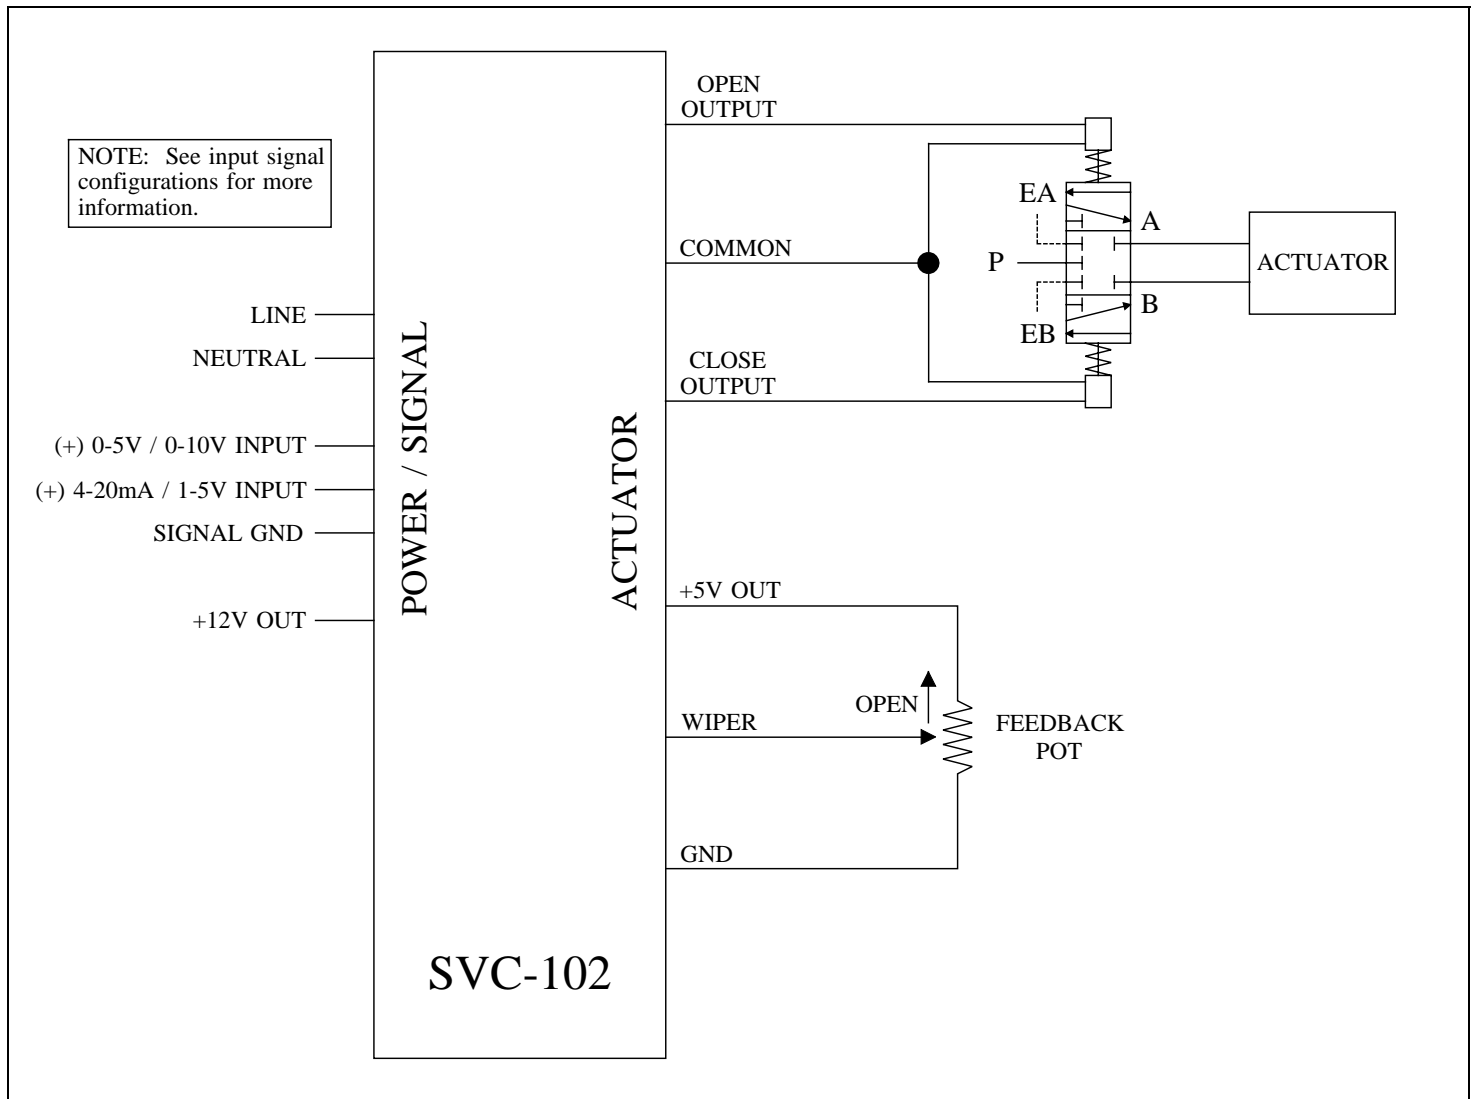 NOTE: See input signal
configurations for more
information.
LINE
NEUTRAL
(+) 0-5V / 0-10V INPUT
(+) 4-20mA / 1-5V INPUT
SIGNAL GND
+12V OUT
POWER / SIGNAL
ACTUATOR
SVC-102
OPEN
OUTPUT
COMMON
CLOSE
OUTPUT
+5V OUT
WIPER
GND
EA
A
P
B
EB
ACTUATOR
OPEN
FEEDBACK
POT